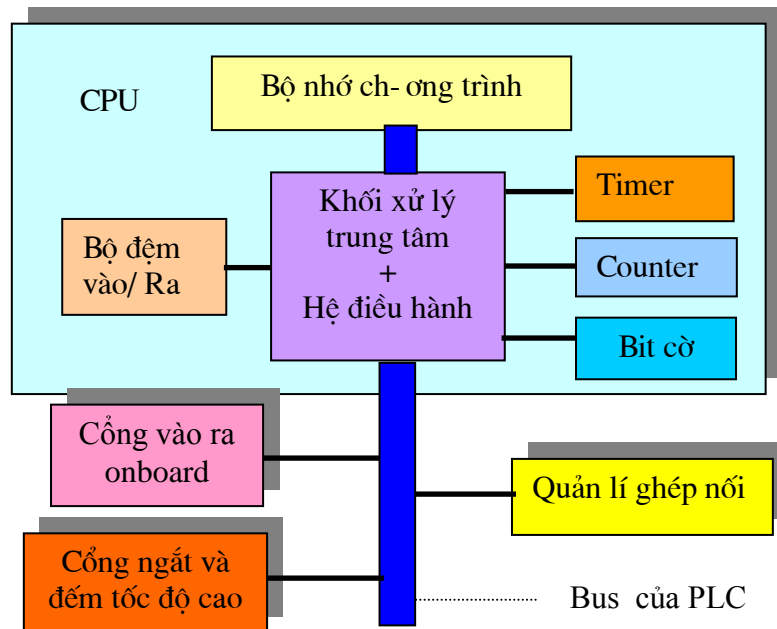 Bộ nhớ ch- ơng trình
CPU
Khối xử lý
trung tâm
+
Hệ điều hành
Timer
Bộ đệm
vào/ Ra
Counter
Bit cờ
Cổng vào ra
onboard
Quản lí ghép nối
Cổng ngắt và
đếm tốc độ cao
Bus của PLC